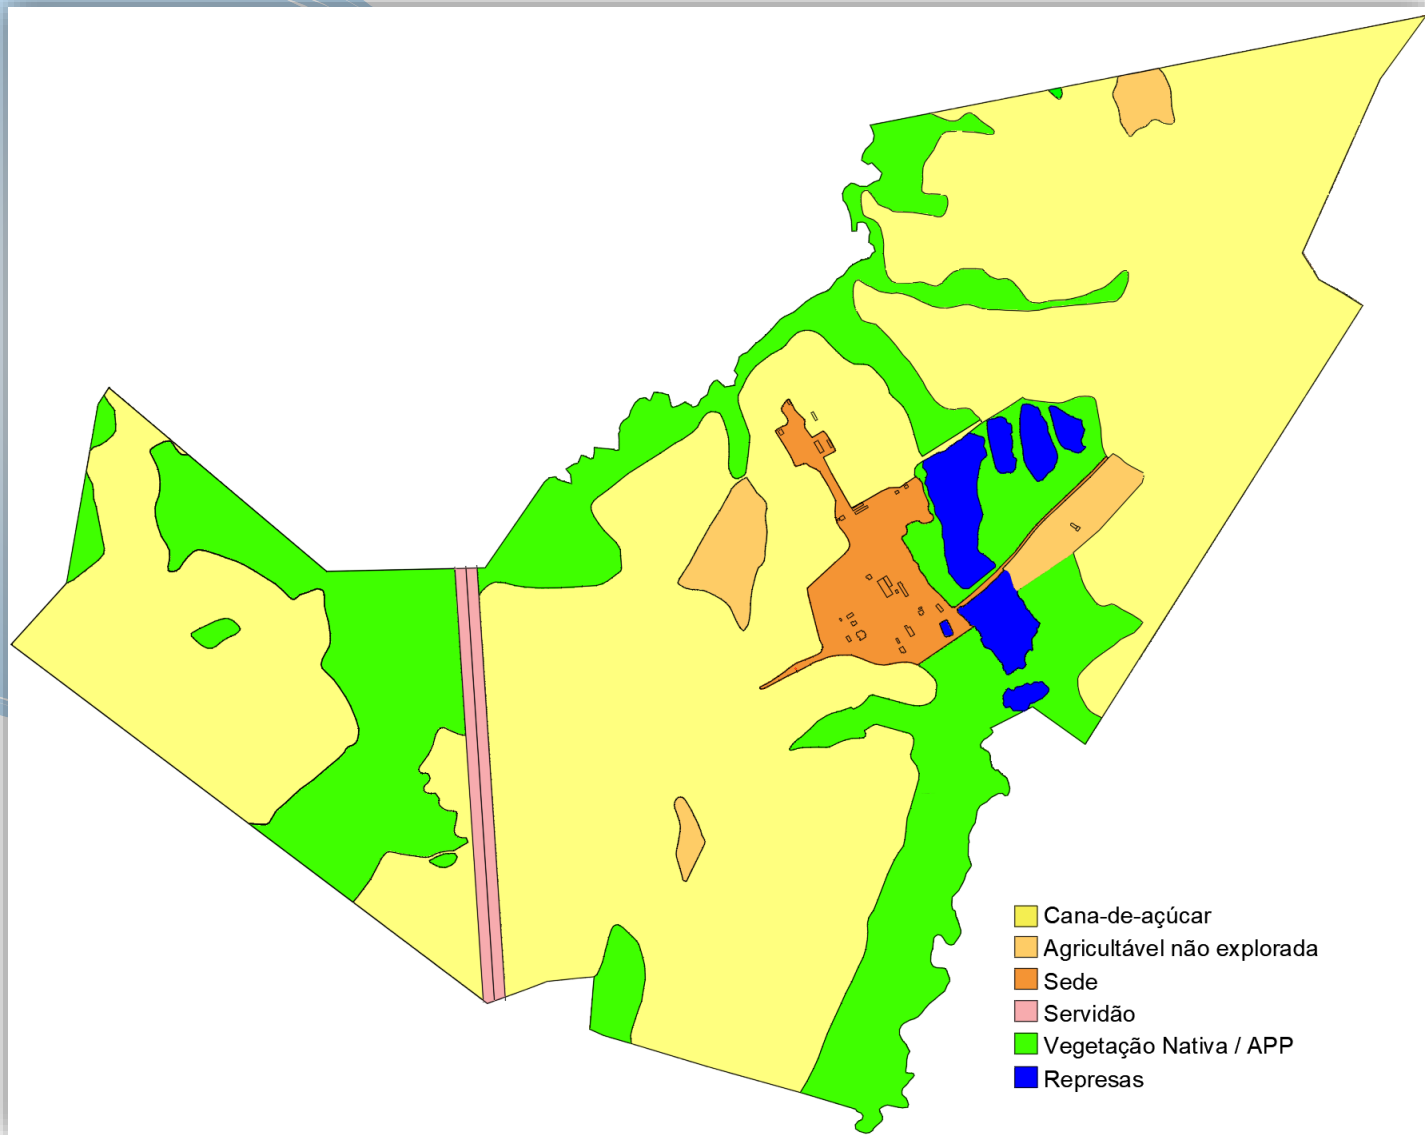 Cana-de-açúcar
Agricultável não explorada
Sede
Servidão
Vegetação Nativa / APP
Represas